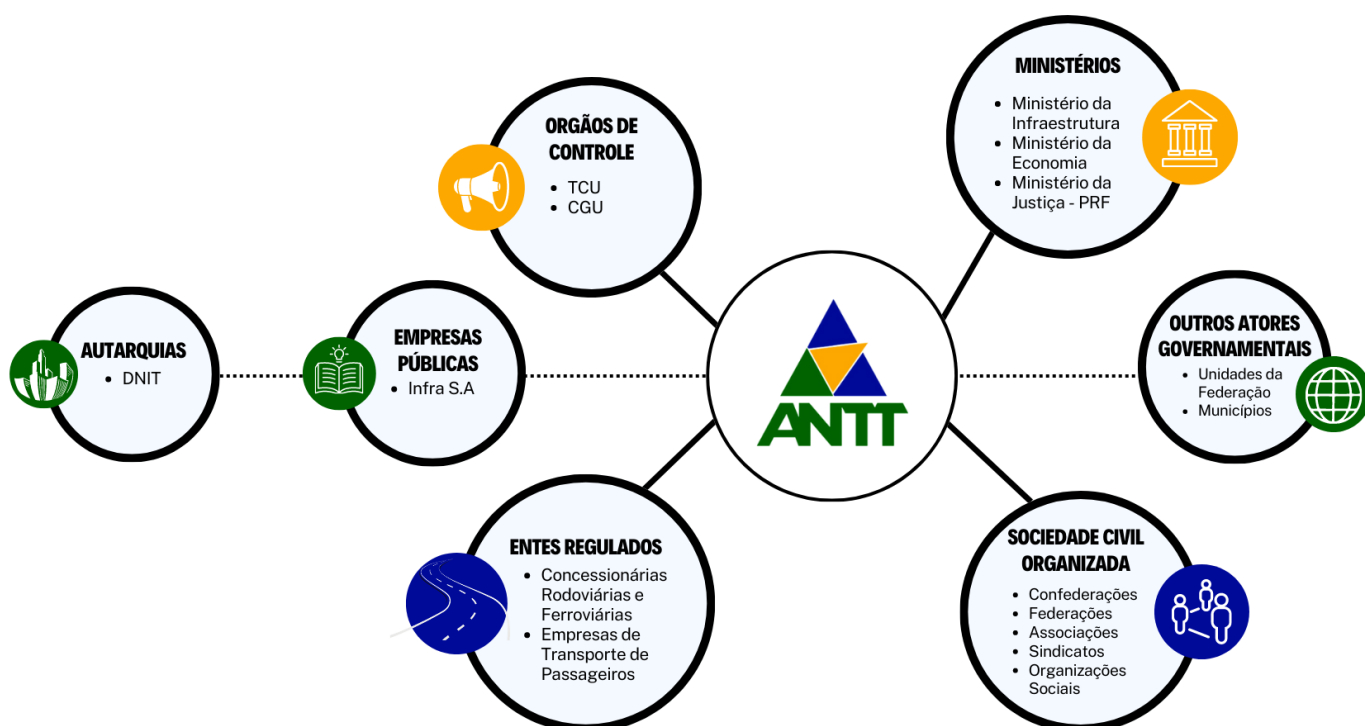 ORGÃOS DE
CONTROLE
• TCU
• CGU
MINISTÉRIOS
• Ministério da
Infraestrutura
• Ministério da
Economia
• Ministério da
Justiça - PRF
AUTARQUIAS
• DNIT
EMPRESAS
PÚBLICAS
• Infra S.A
ANTT
OUTROS ATORES
GOVERNAMENTAIS
• Unidades da
Federação
• Municípios
ENTES REGULADOS
• Concessionárias
Rodoviárias e
Ferroviárias
• Empresas de
Transporte de
Passageiros
SOCIEDADE CIVIL
ORGANIZADA
• Confederações
• Federações
• Associações
• Sindicatos
• Organizações
Sociais